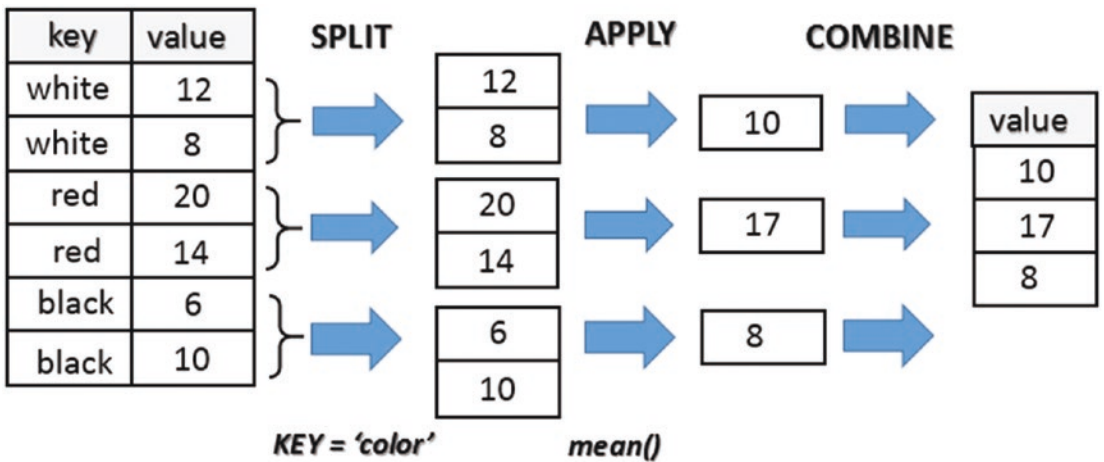 key value
white 12
white 8
red 20
red 14
black 6
black 10
SPLIT
12
8
20
14
6
10
KEY = ‘color’
APPLY
10
17
8
mean()
COMBINE
value
10
17
8